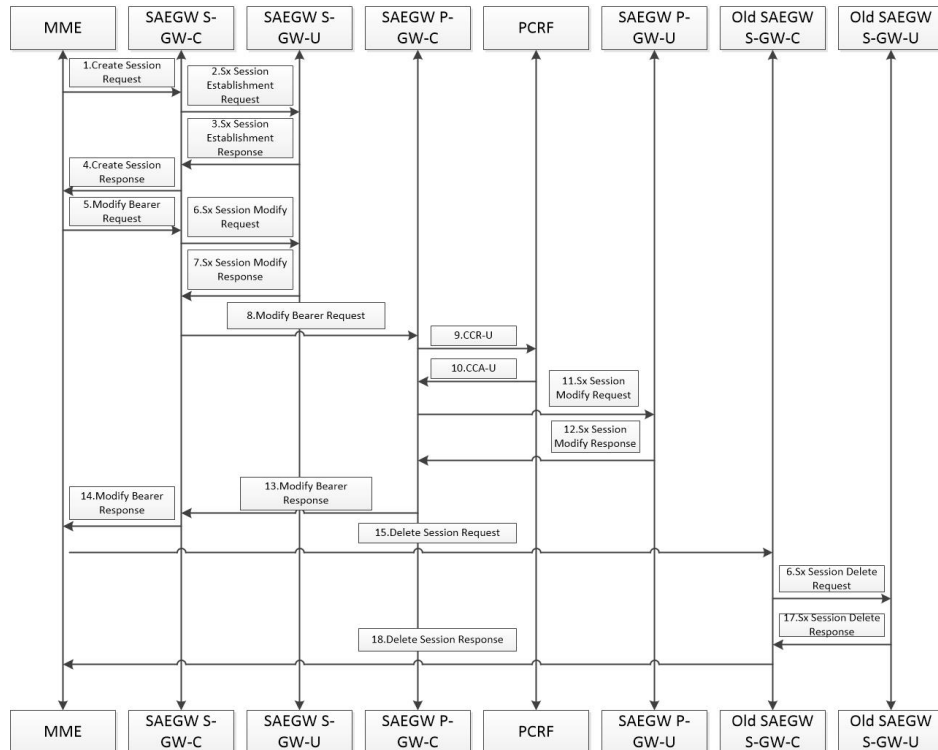 MME
SAEGW S-
GW-C
SAEGW S-
GW-U
SAEGW P-
GW-C
PCRF
SAEGW P-
GW-U
Old SAEGW
S-GW-C
Old SAEGW
S-GW-U
1.Create Session
Request
2.Sx Session
Establishment
Request
3.Sx Session
Establishment
Response
4.Create Session
Response
5.Modify Bearer
Request
6.Sx Session Modify
Request
7.Sx Session Modify
Response
8.Modify Bearer Request
9.CCR-U
10.CCA-U
11.Sx Session
Modify Request
12.Sx Session
Modify Response
13.Modify Bearer
Response
14.Modify Bearer
Response
15.Delete Session Request
6.Sx Session Delete
Request
17.Sx Session Delete
Response
18.Delete Session Response
MME
SAEGW S-
GW-C
SAEGW S-
GW-U
SAEGW P-
GW-C
PCRF
SAEGW P-
GW-U
Old SAEGW
S-GW-C
Old SAEGW
S-GW-U